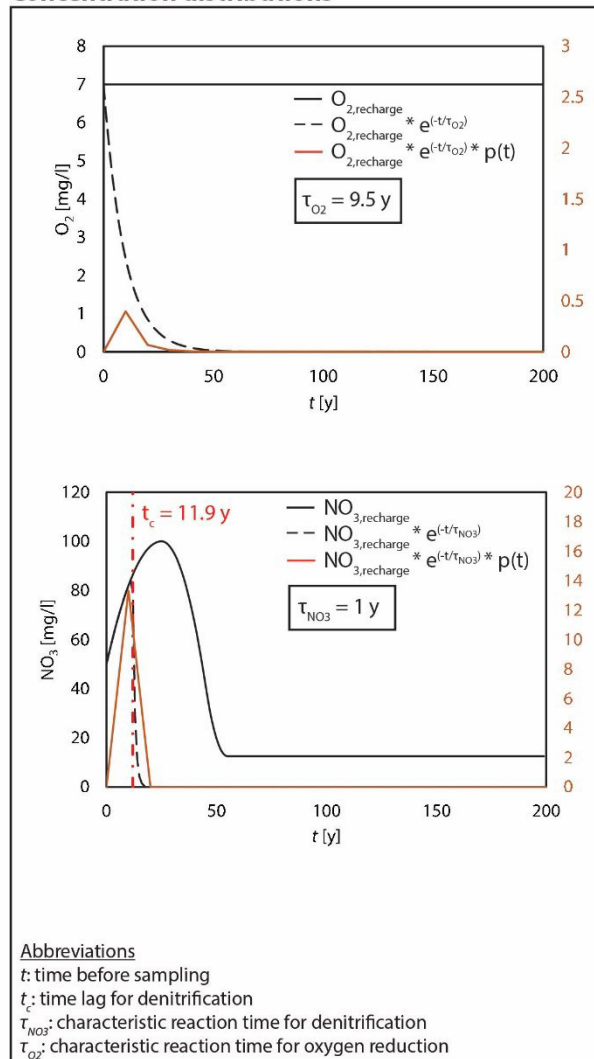 8
7
6
5
4
3
2
1
0
O₂ [mg/l]
3
2.5
2
1.5
1
0.5
0
O₂,recharge
O₂,recharge * e^(-t/τO2)
O₂,recharge * e^(-t/τO2) * p(t)
τO2 = 9.5 y
0 50 100 150 200
t [y]
120
100
80
60
40
20
0
NO₃ [mg/l]
20
18
16
14
12
10
8
6
4
2
0
t_c = 11.9 y
NO₃,recharge
NO₃,recharge * e^(-t/τNO3)
NO₃,recharge * e^(-t/τNO3) * p(t)
τNO3 = 1 y
0 50 100 150 200
t [y]
Abbreviations
t: time before sampling
t_c: time lag for denitrification
τNO3: characteristic reaction time for denitrification
τO2: characteristic reaction time for oxygen reduction